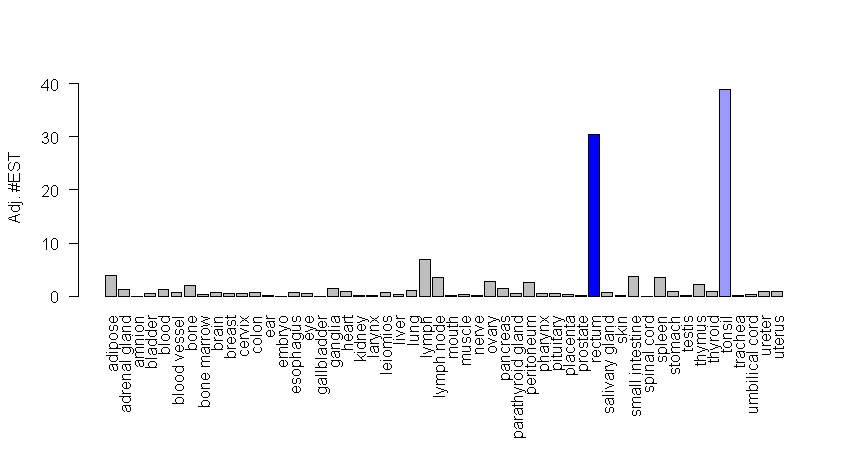 Adj. #EST
40
30
20
10
0
adipose
adrenal gland
amnion
bladder
blood
blood vessel
bone
bone marrow
brain
breast
cervix
colon
ear
embryo
esophagus
eye
gallbladder
ganglia
heart
kidney
larynx
leiomios
liver
lung
lymph
lymph node
mouth
muscle
nerve
ovary
pancreas
parathyroid gland
peritoneum
pharynx
pituitary
placenta
prostate
rectum
salivary gland
skin
small intestine
spinal cord
spleen
stomach
testis
thymus
thyroid
tonsil
trachea
umbilical cord
ureter
uterus